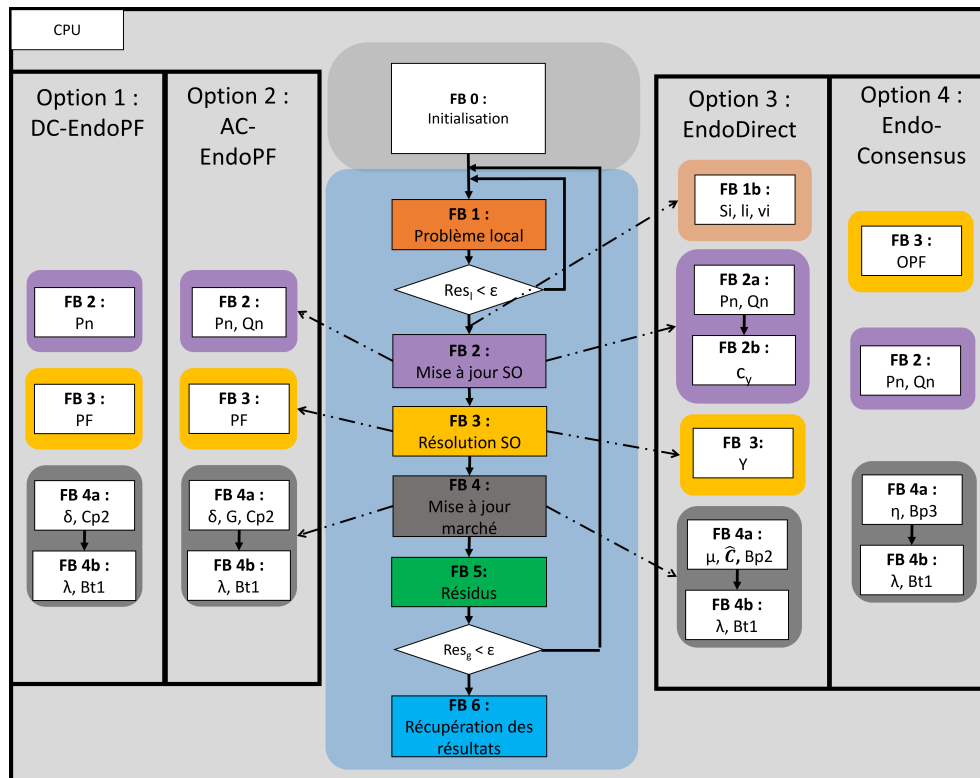 CPU
Option 1 :
DC-EndoPF
FB 2 :
Pn
FB 3 :
PF
FB 4a :
δ, Cp2
FB 4b :
λ, Bt1
Option 2 :
AC-
EndoPF
FB 2 :
Pn, Qn
FB 3 :
PF
FB 4a :
δ, G, Cp2
FB 4b :
λ, Bt1
FB 0 :
Initialisation
FB 1 :
Problème local
Resl < ε
FB 2 :
Mise à jour SO
FB 3 :
Résolution SO
FB 4 :
Mise à jour
marché
FB 5:
Résidus
Resg < ε
FB 6 :
Récupération des
résultats
Option 3 :
EndoDirect
FB 1b :
Si, li, vi
FB 2a :
Pn, Qn
FB 2b :
cy
FB 3:
Y
FB 4a :
μ, Ĉ, Bp2
FB 4b :
λ, Bt1
Option 4 :
Endo-
Consensus
FB 3 :
OPF
FB 2 :
Pn, Qn
FB 4a :
η, Bp3
FB 4b :
λ, Bt1